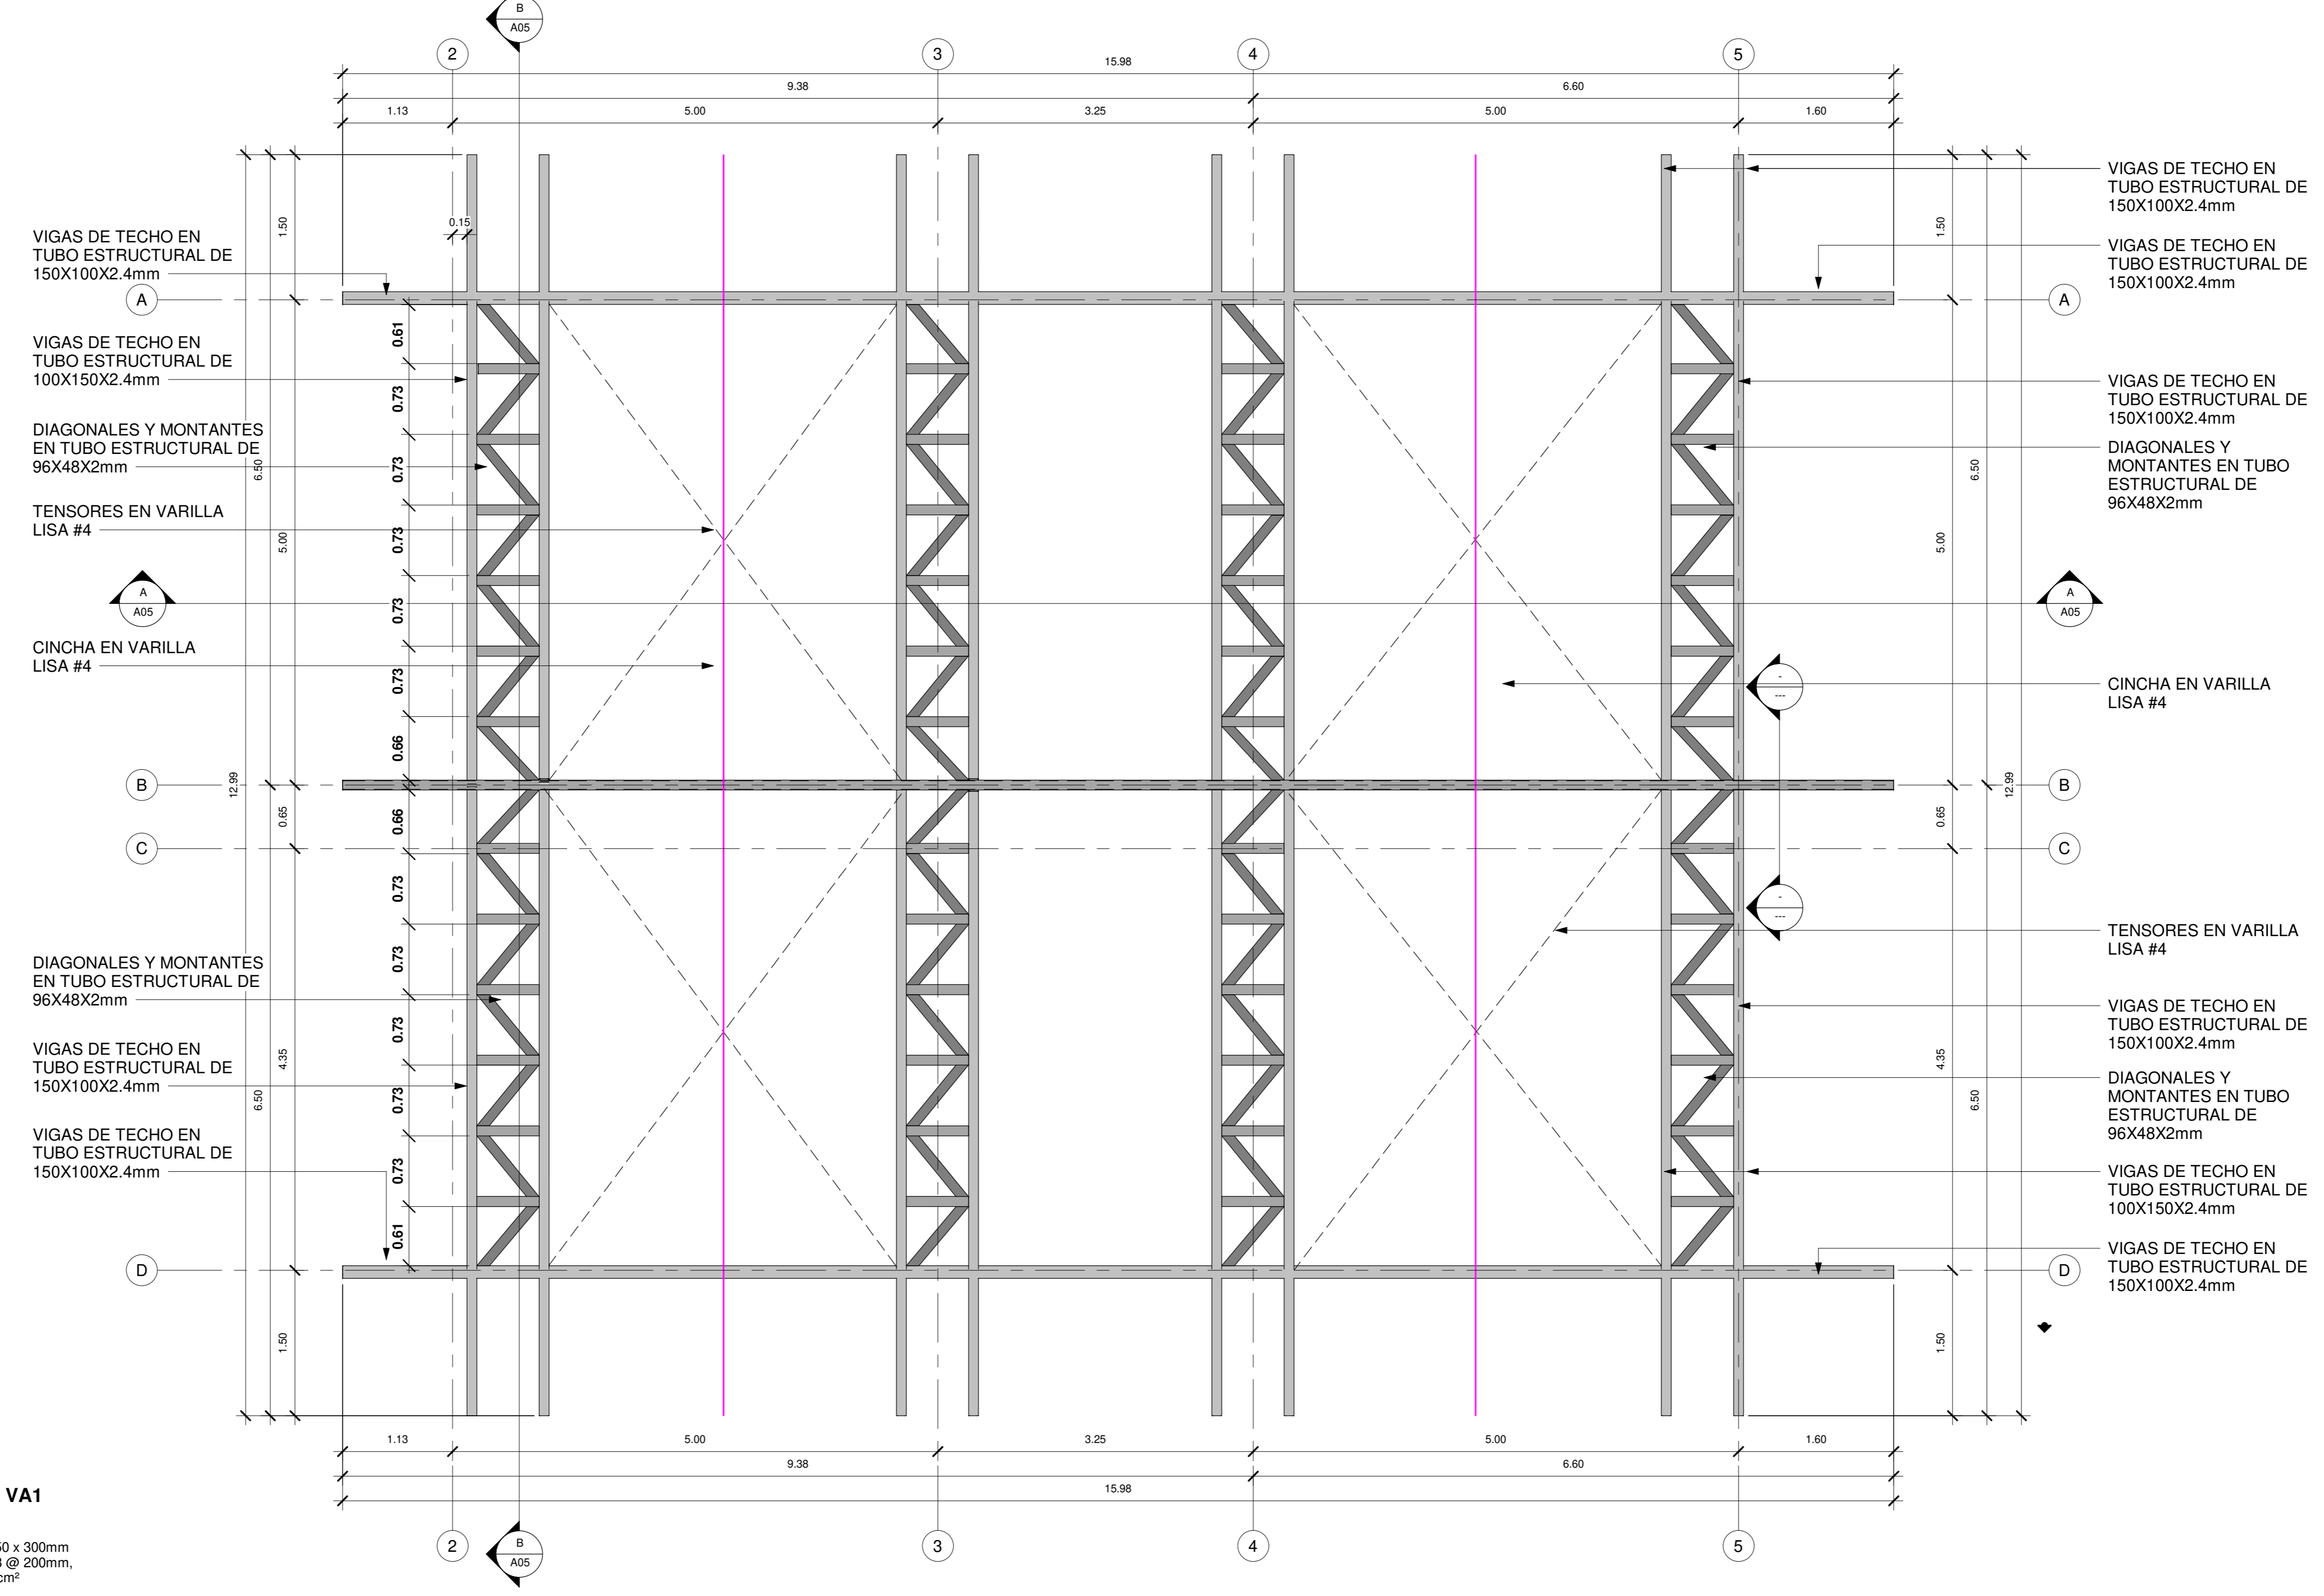 B
A05
2
3
4
5
15.98
9.38
6.60
1.13
5.00
3.25
5.00
1.60
VIGAS DE TECHO EN
TUBO ESTRUCTURAL DE
150X100X2.4mm
A
VIGAS DE TECHO EN
TUBO ESTRUCTURAL DE
100X150X2.4mm
DIAGONALES Y MONTANTES
EN TUBO ESTRUCTURAL DE
96X48X2mm
TENSORES EN VARILLA
LISA #4
A
A05
CINCHA EN VARILLA
LISA #4
B
C
DIAGONALES Y MONTANTES
EN TUBO ESTRUCTURAL DE
96X48X2mm
VIGAS DE TECHO EN
TUBO ESTRUCTURAL DE
150X100X2.4mm
VIGAS DE TECHO EN
TUBO ESTRUCTURAL DE
150X100X2.4mm
D
12.99
6.50
6.50
1.50
5.00
0.65
4.35
1.50
0.15
0.61
0.73
0.73
0.73
0.73
0.73
0.66
0.66
0.73
0.73
0.73
0.73
0.73
0.61
1.50
5.00
0.65
4.35
1.50
6.50
6.50
12.99
VIGAS DE TECHO EN
TUBO ESTRUCTURAL DE
150X100X2.4mm
VIGAS DE TECHO EN
TUBO ESTRUCTURAL DE
150X100X2.4mm
A
VIGAS DE TECHO EN
TUBO ESTRUCTURAL DE
150X100X2.4mm
DIAGONALES Y
MONTANTES EN TUBO
ESTRUCTURAL DE
96X48X2mm
A
A05
CINCHA EN VARILLA
LISA #4
-
---
B
C
-
---
TENSORES EN VARILLA
LISA #4
VIGAS DE TECHO EN
TUBO ESTRUCTURAL DE
150X100X2.4mm
DIAGONALES Y
MONTANTES EN TUBO
ESTRUCTURAL DE
96X48X2mm
VIGAS DE TECHO EN
TUBO ESTRUCTURAL DE
100X150X2.4mm
VIGAS DE TECHO EN
TUBO ESTRUCTURAL DE
150X100X2.4mm
D
1.13
5.00
3.25
5.00
1.60
9.38
6.60
15.98
2
B
A05
3
4
5
VA1
x 300mm
@ 200mm,
cm²